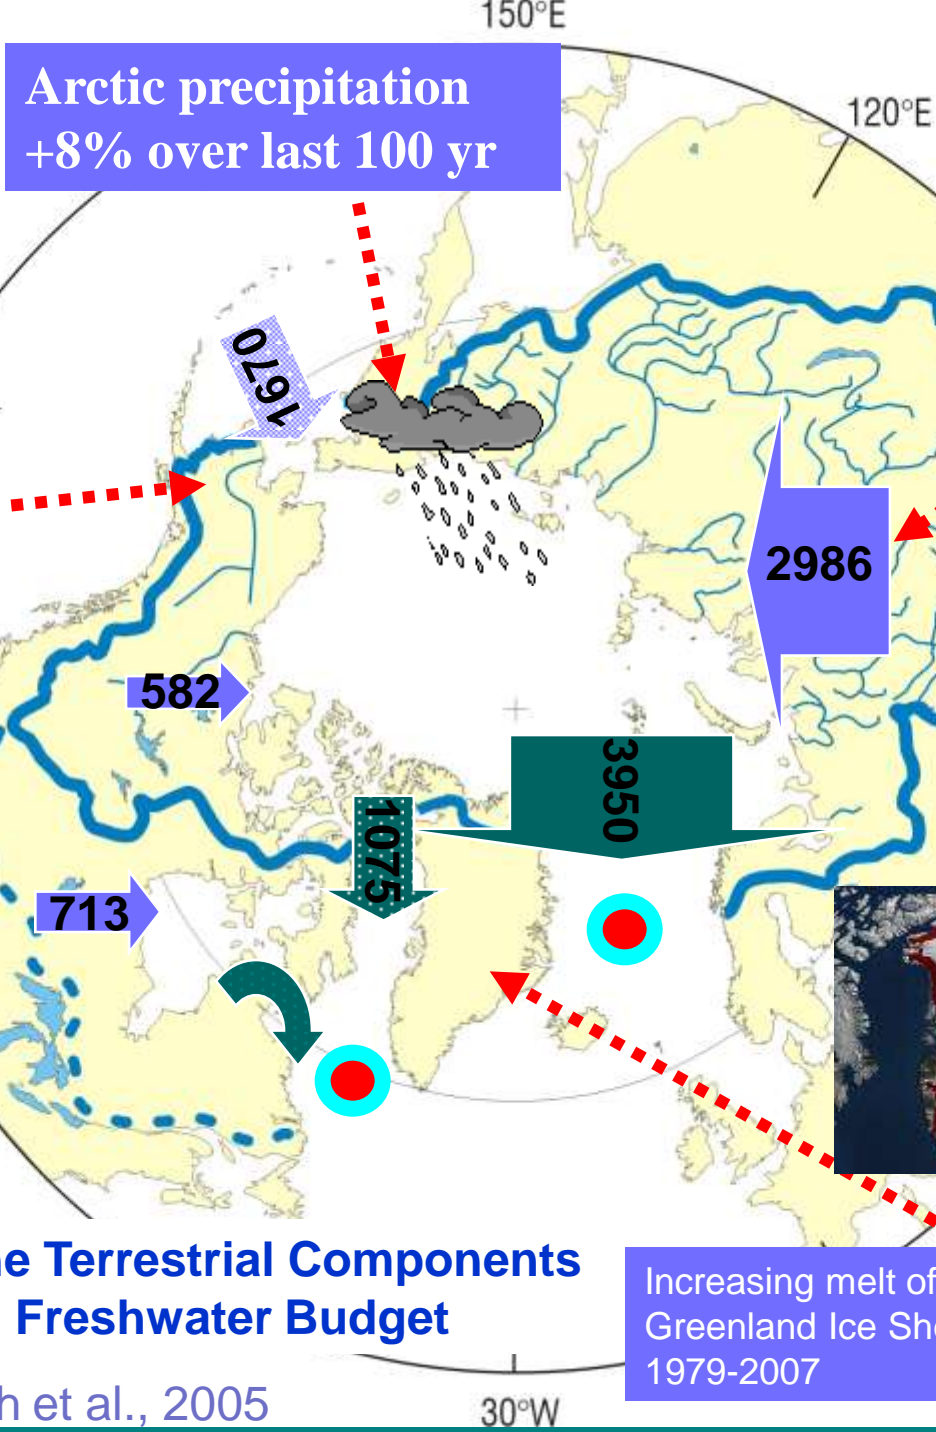 150°E
Arctic precipitation
+8% over last 100 yr
120°E
1670
2986
582
3950
1075
713
Terrestrial Components
Freshwater Budget
Increasing melt of
Greenland Ice
1979-2007
et al., 2005
30°W